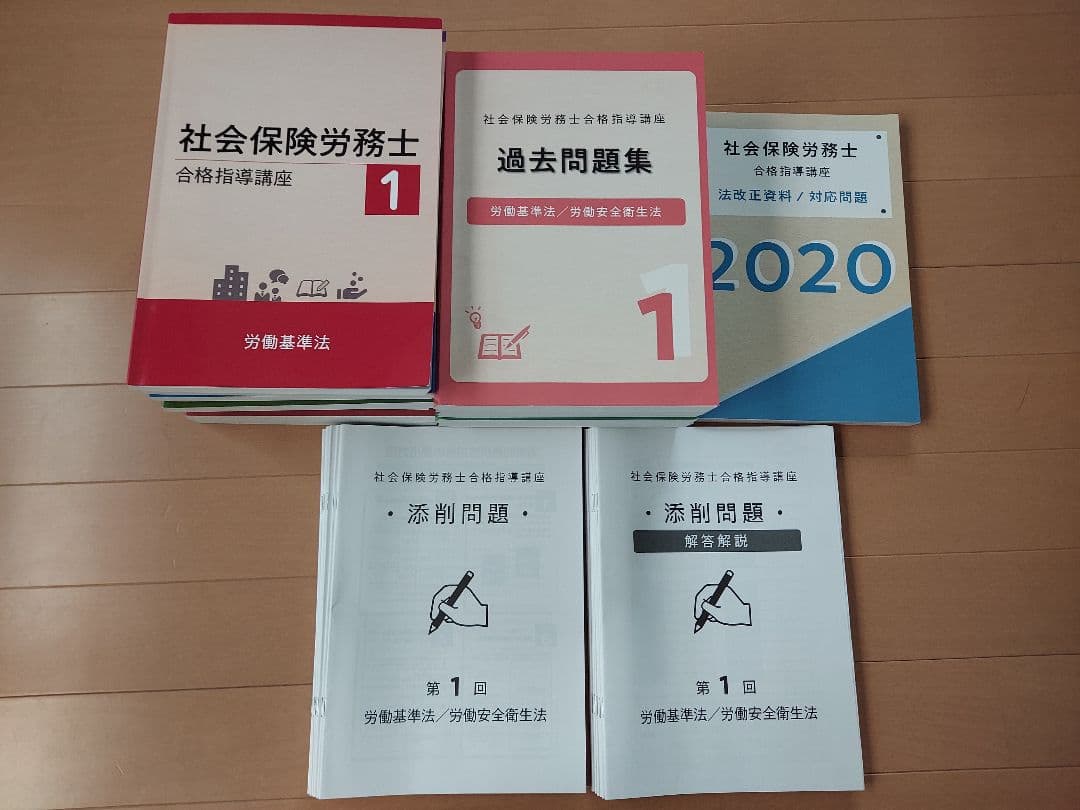 社会保険労務士
合格指導講座
1
労働基準法
社会保険労務士合格指導講座
過去問題集
労働基準法／労働安全衛生法
1
社会保険労務士
合格指導講座
法改正資料/対応問題
2020
社会保険労務士合格指導講座
・添削問題・
第1回
労働基準法／労働安全衛生法
社会保険労務士合格指導講座
・添削問題・
解答解説
第1回
労働基準法／労働安全衛生法